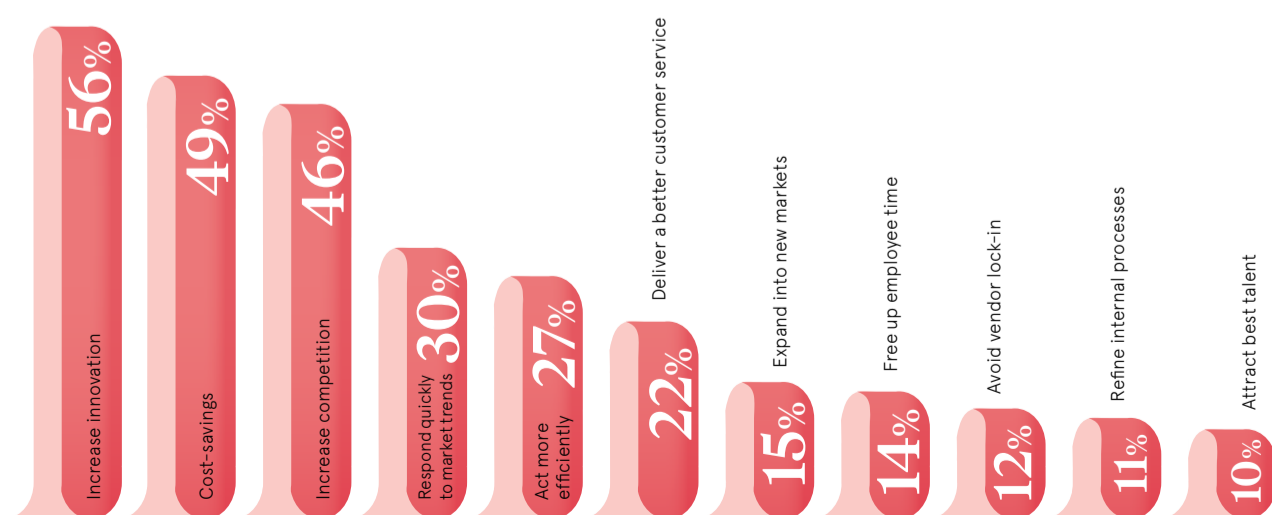 56%
Increase innovation
49%
Cost-savings
46%
Increase competition
30%
Respond quickly
to market trends
27%
Act more
efficiently
Deliver a better customer service
22%
Expand into new markets
15%
Free up employee time
14%
Avoid vendor lock-in
12%
Refine internal processes
11%
Attract best talent
10%